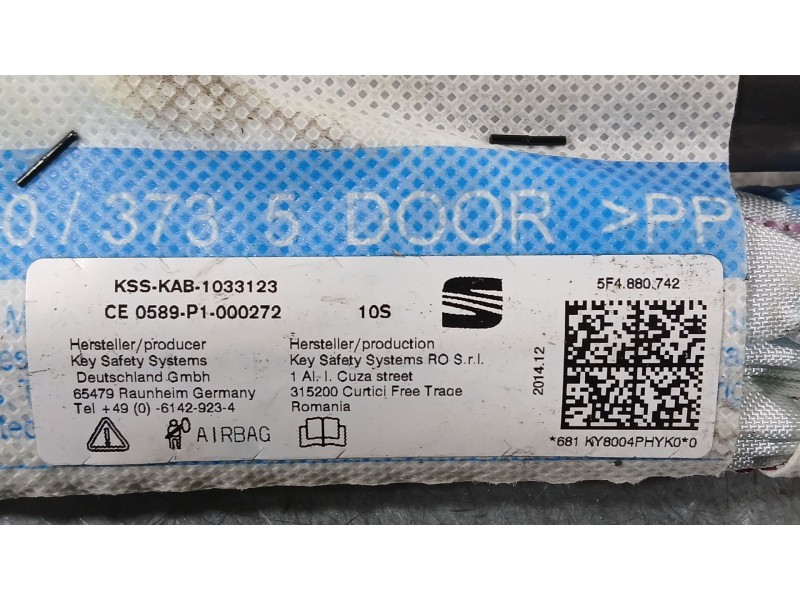 0 / 373 5 DOOR >PP
KSS-KAB-1033123
CE 0589-P1-000272 10S
5F4.880.742
Hersteller/producer
Key Safety Systems
Deutschland Gmbh
65479 Raunheim Germany
Tel +49 (0) -6142-923-4
Hersteller/production
Key Safety Systems RO S.r.l.
1 Al. I. Cuza street
315200 Curtici Free Trade
Romania
2014.12
AIRBAG
*681 KY8004PHYK0*0